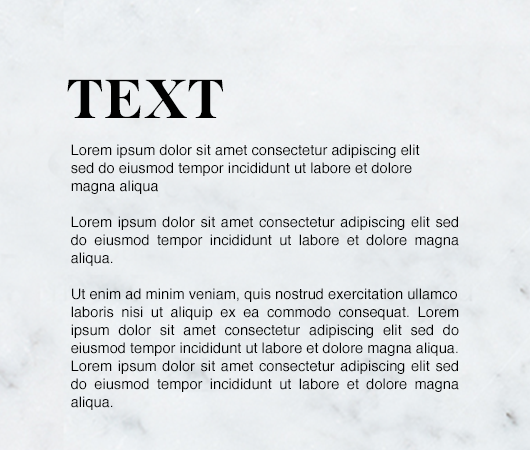 TEXT
Lorem ipsum dolor sit amet consectetur adipiscing elit
sed do eiusmod tempor incididunt ut labore et dolore
magna aliqua
Lorem ipsum dolor sit amet consectetur adipiscing elit sed
do eiusmod tempor incididunt ut labore et dolore magna
aliqua.
Ut enim ad minim veniam, quis nostrud exercitation ullamco
laboris nisi ut aliquip ex ea commodo consequat. Lorem
ipsum dolor sit amet consectetur adipiscing elit sed do
eiusmod tempor incididunt ut labore et dolore magna aliqua.
Lorem ipsum dolor sit amet consectetur adipiscing elit sed
do eiusmod tempor incididunt ut labore et dolore magna
aliqua.